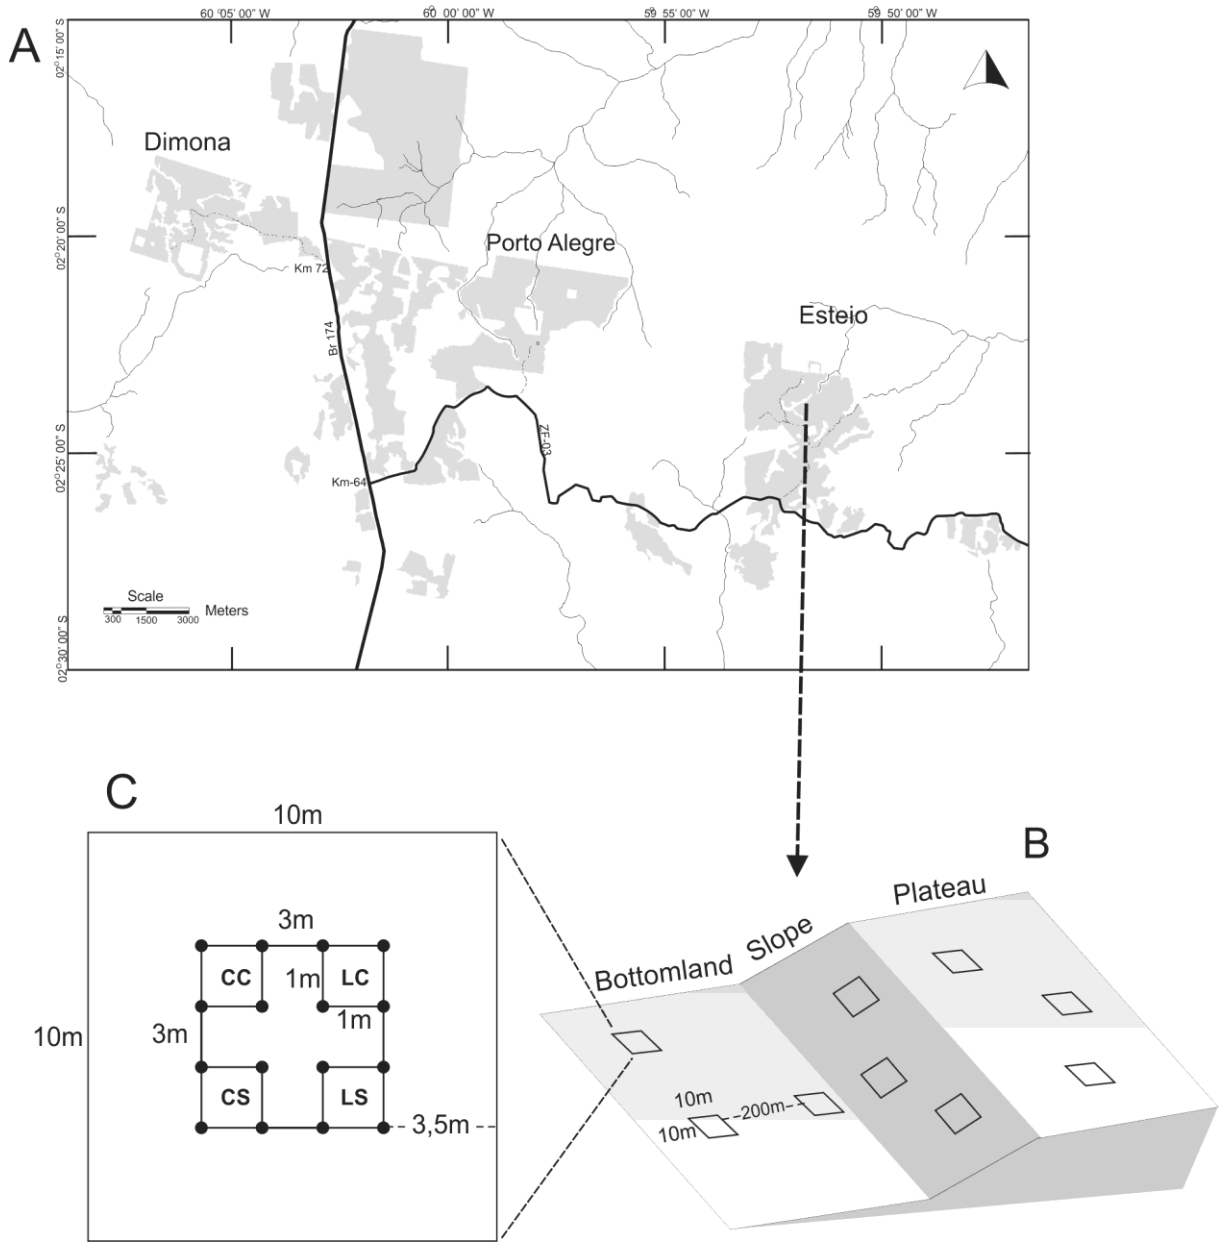 A
60 05' 00" W
60 00' 00" W
59 55' 00" W
59 50' 00" W
02°15' 00" S
02°20' 00" S
02°25' 00" S
02°30' 00" S
Dimona
Porto Alegre
Esteio
Km 72
Br 174
ZF-03
Km-64
Scale
300 1500 3000
Meters
C
10m
10m
3m
3m
CC
1m
LC
1m
CS
LS
3,5m
B
Plateau
Slope
Bottomland
10m
10m
200m